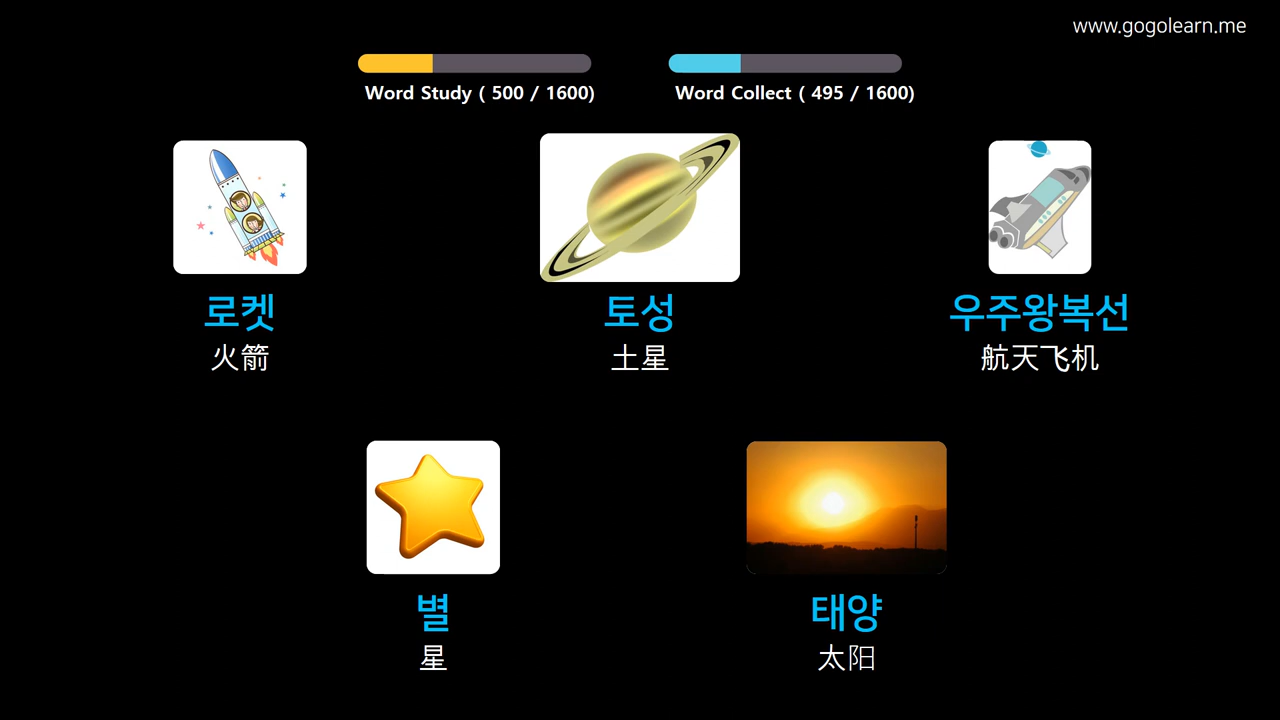 www.gogolearn.me
Word Study ( 500 / 1600)
Word Collect ( 495 / 1600)
로켓
火箭
토성
土星
우주왕복선
航天飞机
별
星
태양
太阳